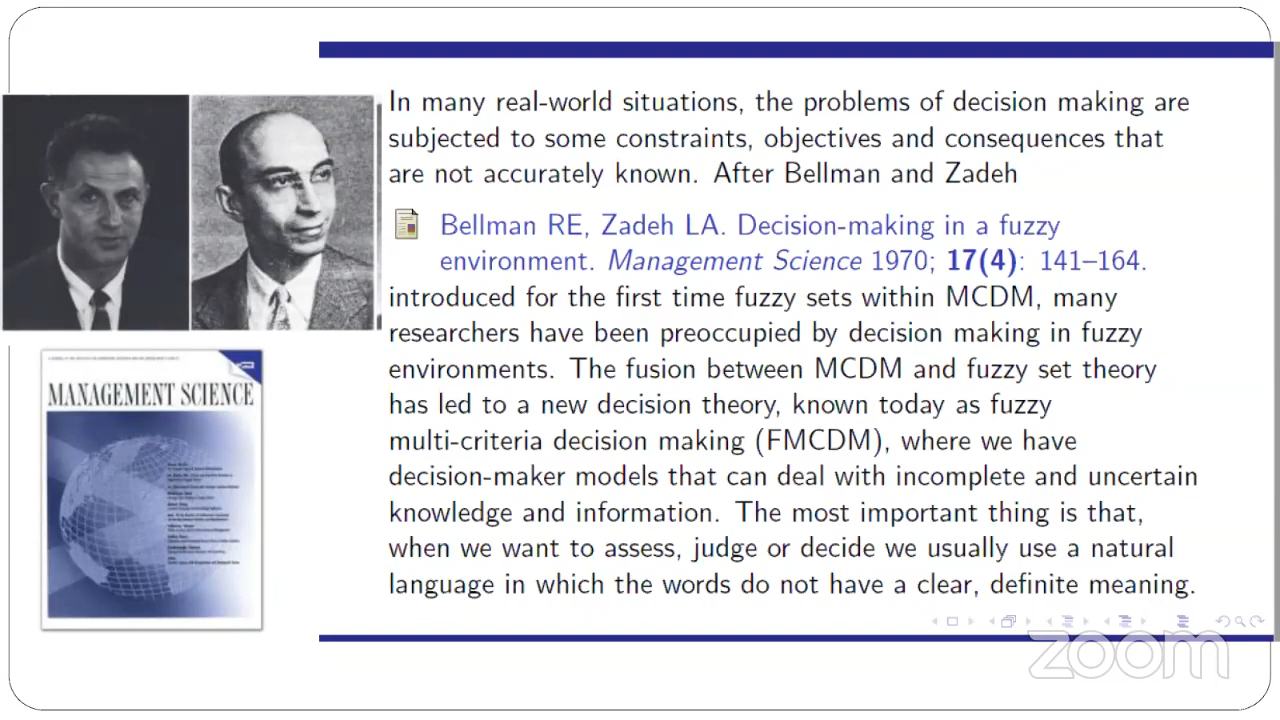 In many real-world situations, the problems of decision making are
subjected to some constraints, objectives and consequences that
are not accurately known. After Bellman and Zadeh
Bellman RE, Zadeh LA. Decision-making in a fuzzy
environment. Management Science 1970; 17(4): 141–164.
introduced for the first time fuzzy sets within MCDM, many
researchers have been preoccupied by decision making in fuzzy
environments. The fusion between MCDM and fuzzy set theory
has led to a new decision theory, known today as fuzzy
multi-criteria decision making (FMCDM), where we have
decision-maker models that can deal with incomplete and uncertain
knowledge and information. The most important thing is that,
when we want to assess, judge or decide we usually use a natural
language in which the words do not have a clear, definite meaning.
MANAGEMENT SCIENCE
zoom